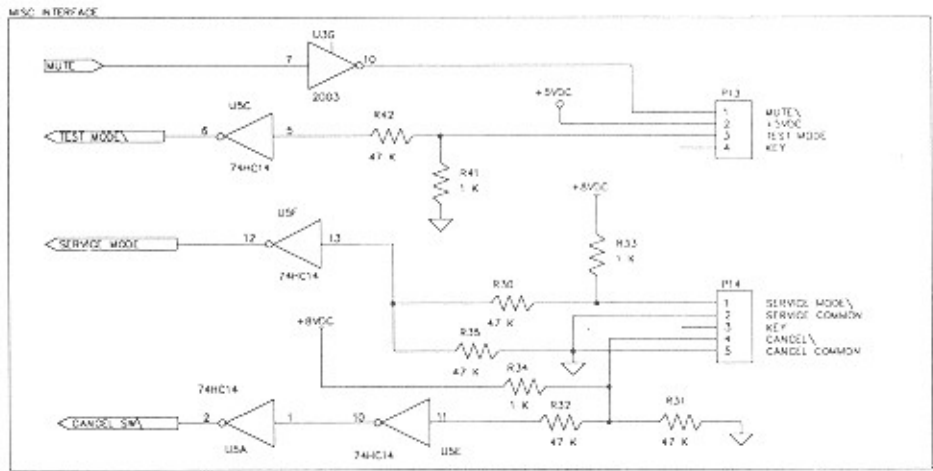 MISC INTERFACE
U3G
MUTE
7
10
2003
+5VDC
P13
1 MUTE\
2 +5VDC
3 TEST MODE
4 KEY
U5C
R42
TEST MODE\
6
5
74HC14
47 K
R41
1 K
+8VDC
U5F
SERVICE MODE
12
13
74HC14
R33
1 K
P14
R30
47 K
1 SERVICE MODE\
2 SERVICE COMMON
3 KEY
4 CANCEL\
5 CANCEL COMMON
+8VDC
R35
47 K
R34
1 K
74HC14
R32
R31
CANCEL SW\
2
1
10
11
47 K
47 K
U5A
74HC14
U5E